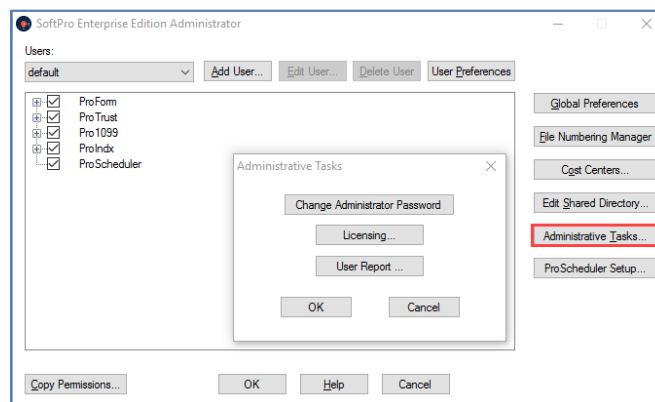 SoftPro Enterprise Edition Administrator
Users:
default
Add User...
Edit User...
Delete User
User Preferences
ProForm
ProTrust
Pro1099
ProIndx
ProScheduler
Administrative Tasks
Change Administrator Password
Licensing...
User Report ...
OK
Cancel
Global Preferences
File Numbering Manager
Cost Centers...
Edit Shared Directory...
Administrative Tasks...
ProScheduler Setup...
Copy Permissions...
OK
Help
Cancel